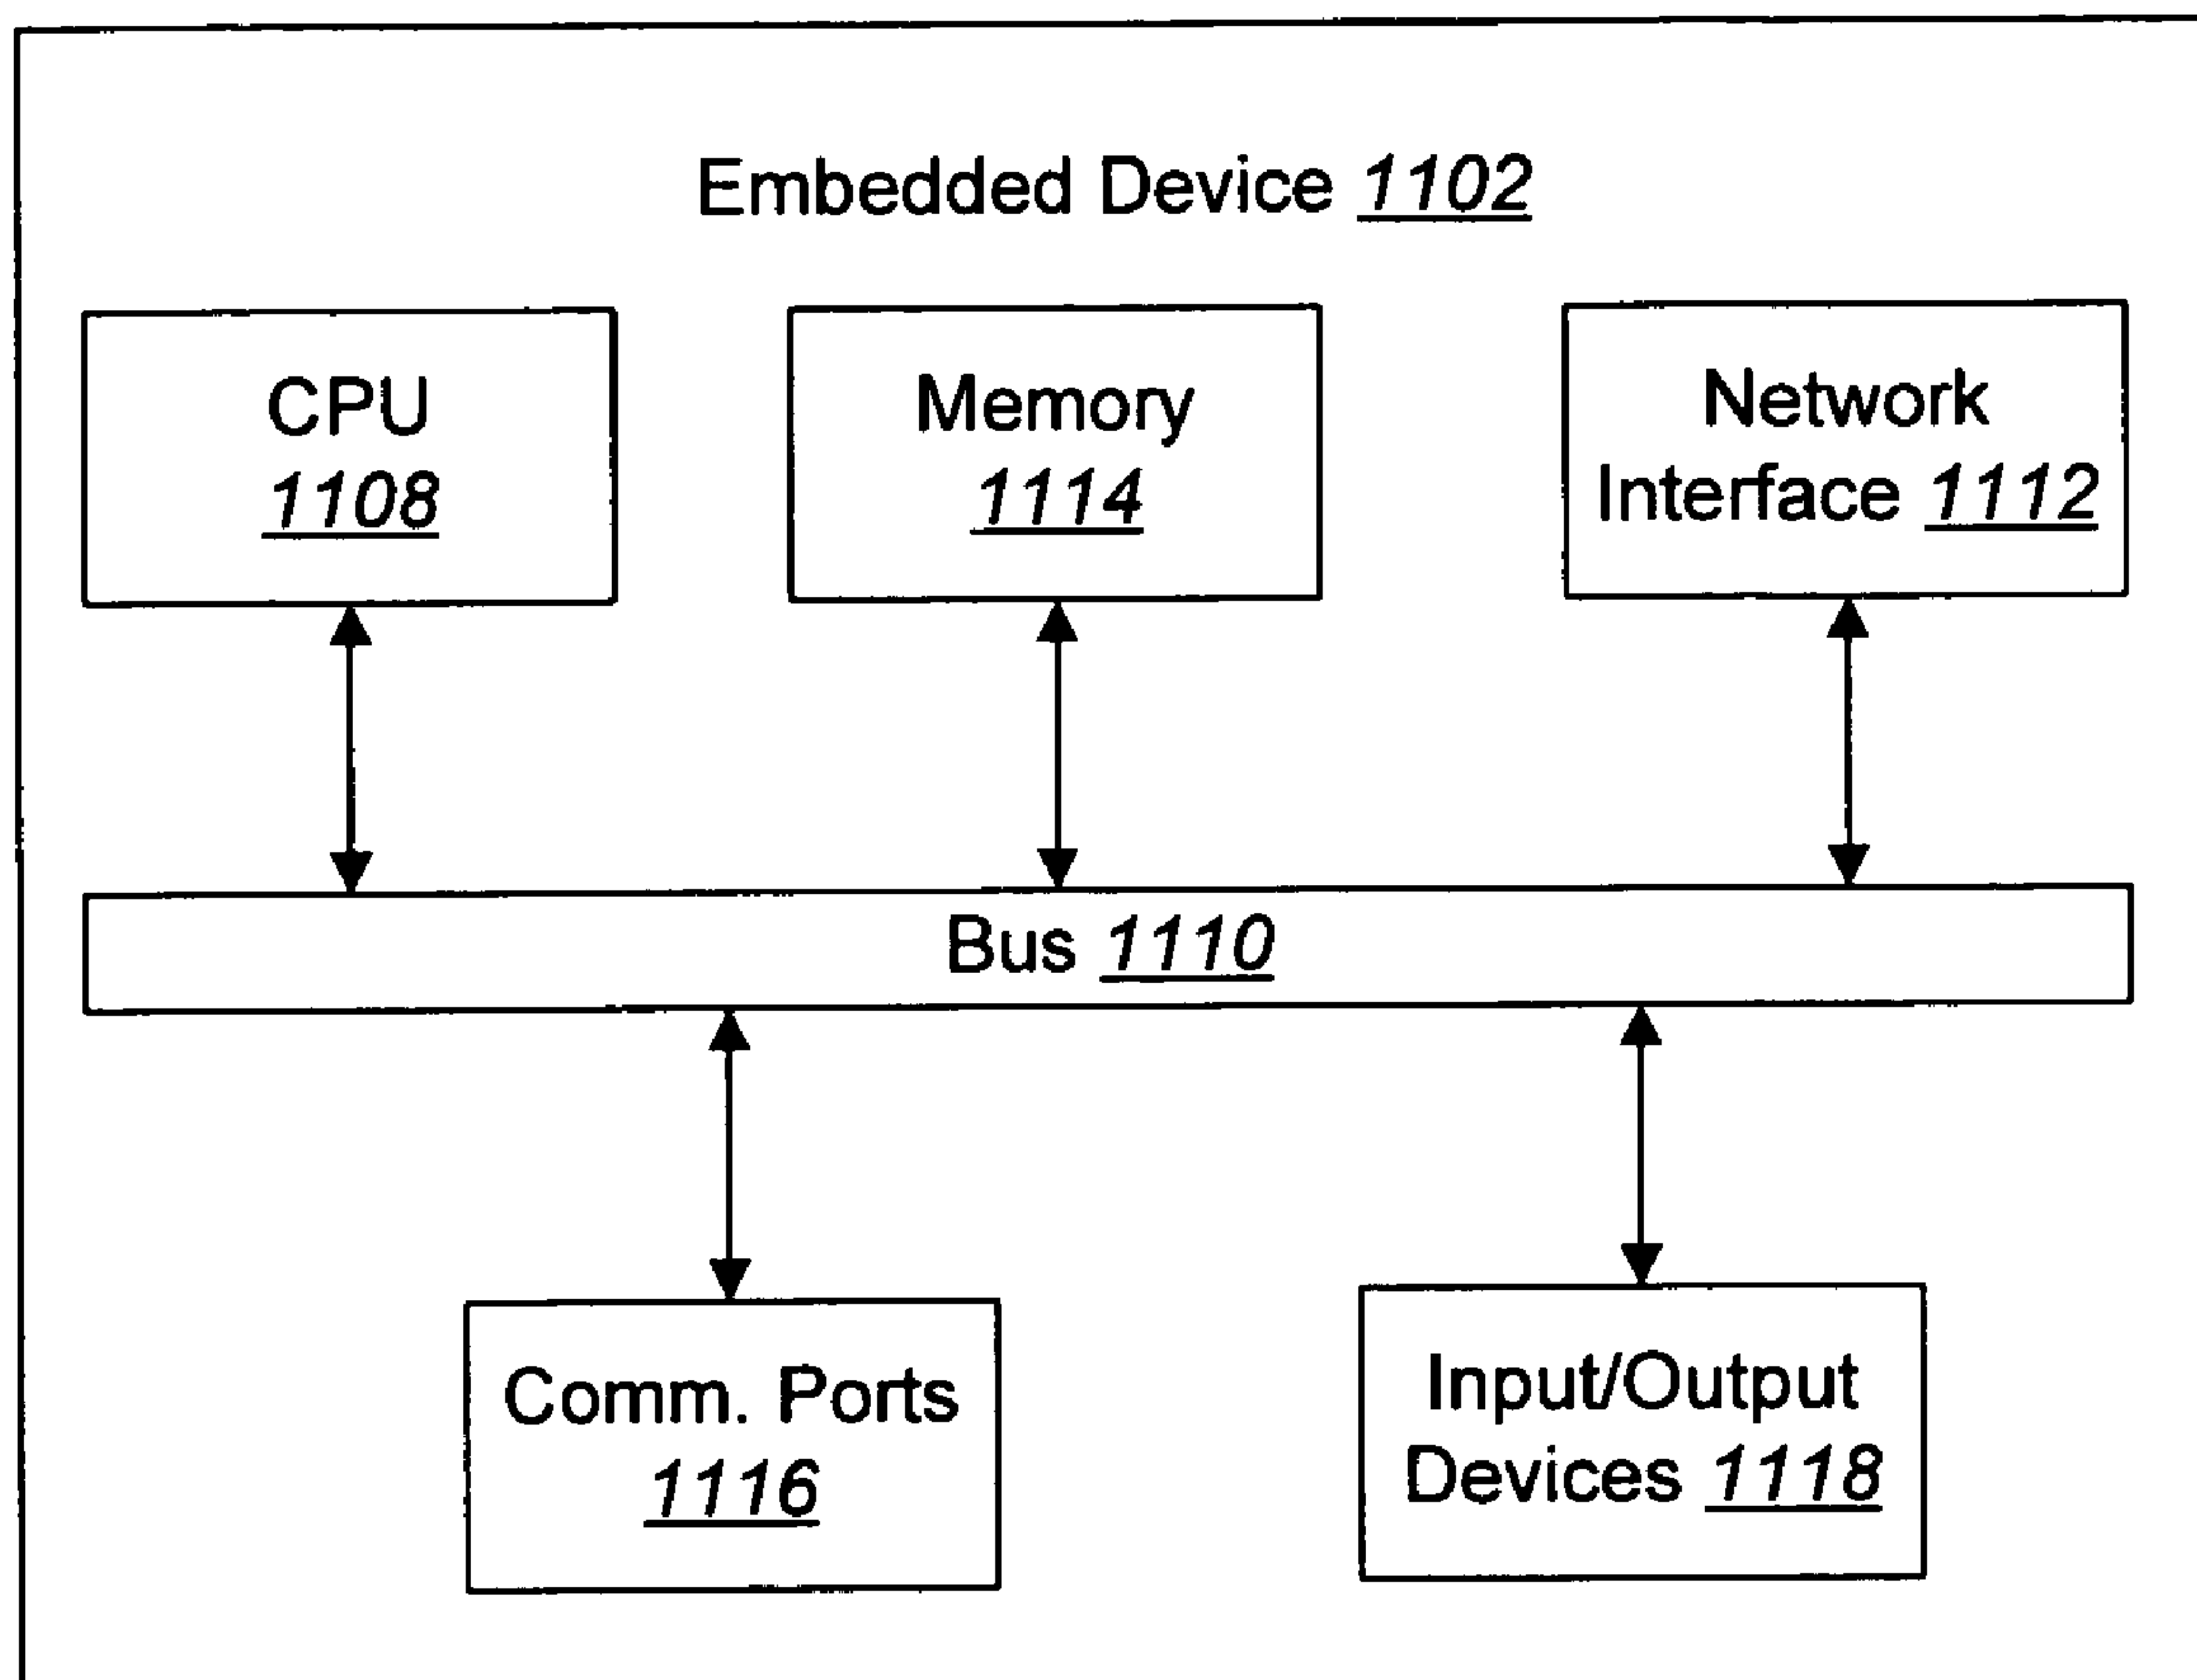 Embedded Device 1102
CPU
1108
Memory
1114
Network
Interface 1112
Bus 1110
Comm. Ports
1116
Input/Output
Devices 1118